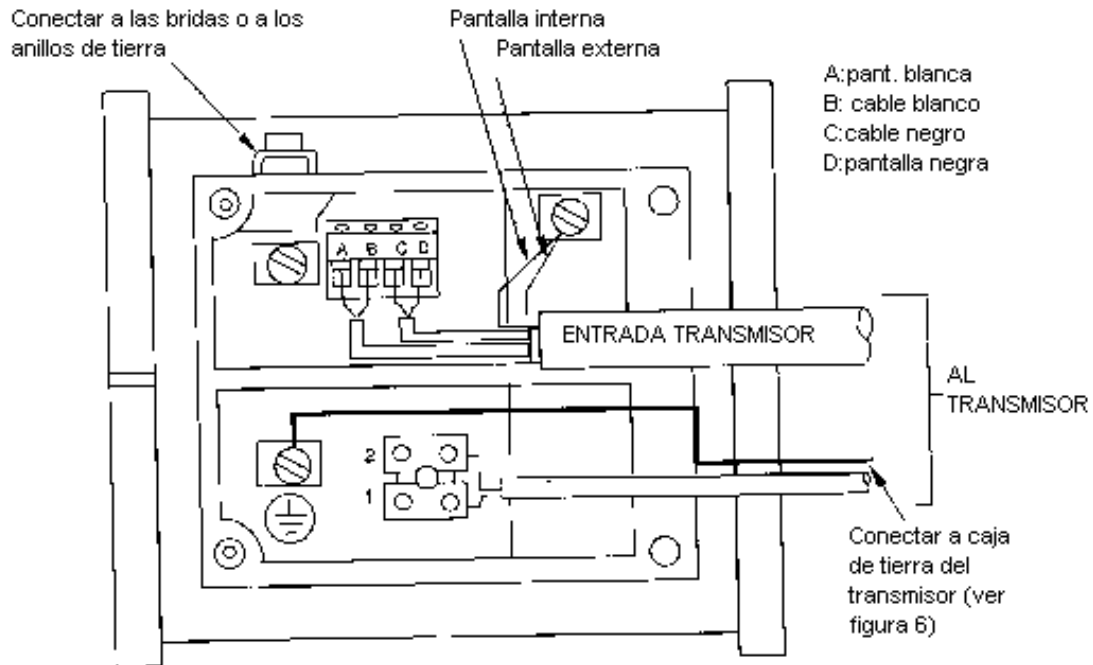 Conectar a las bridas o a los
anillos de tierra
Pantalla interna
Pantalla externa
A:pant. blanca
B: cable blanco
C:cable negro
D:pantalla negra
A B C D
ENTRADA TRANSMISOR
AL
TRANSMISOR
2
1
Conectar a caja
de tierra del
transmisor (ver
figura 6)